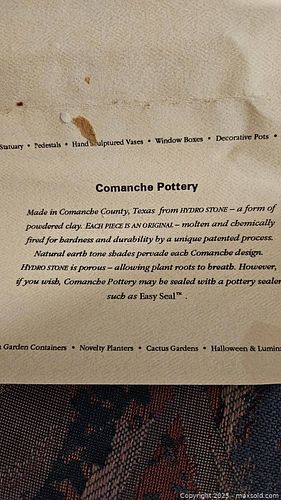 Statuary • Pedestals • Hand Sculptured Vases • Window Boxes • Decorative Pots •
Comanche Pottery
Made in Comanche County, Texas from HYDRO STONE – a form of
powdered clay. EACH PIECE IS AN ORIGINAL – molten and chemically
fired for hardness and durability by a unique patented process.
Natural earth tone shades pervade each Comanche design.
HYDRO STONE is porous – allowing plant roots to breath. However,
if you wish, Comanche Pottery may be sealed with a pottery sealer
such as Easy Seal™ .
Garden Containers • Novelty Planters • Cactus Gardens • Halloween & Lumin
Copyright 2025 - maxsold.com